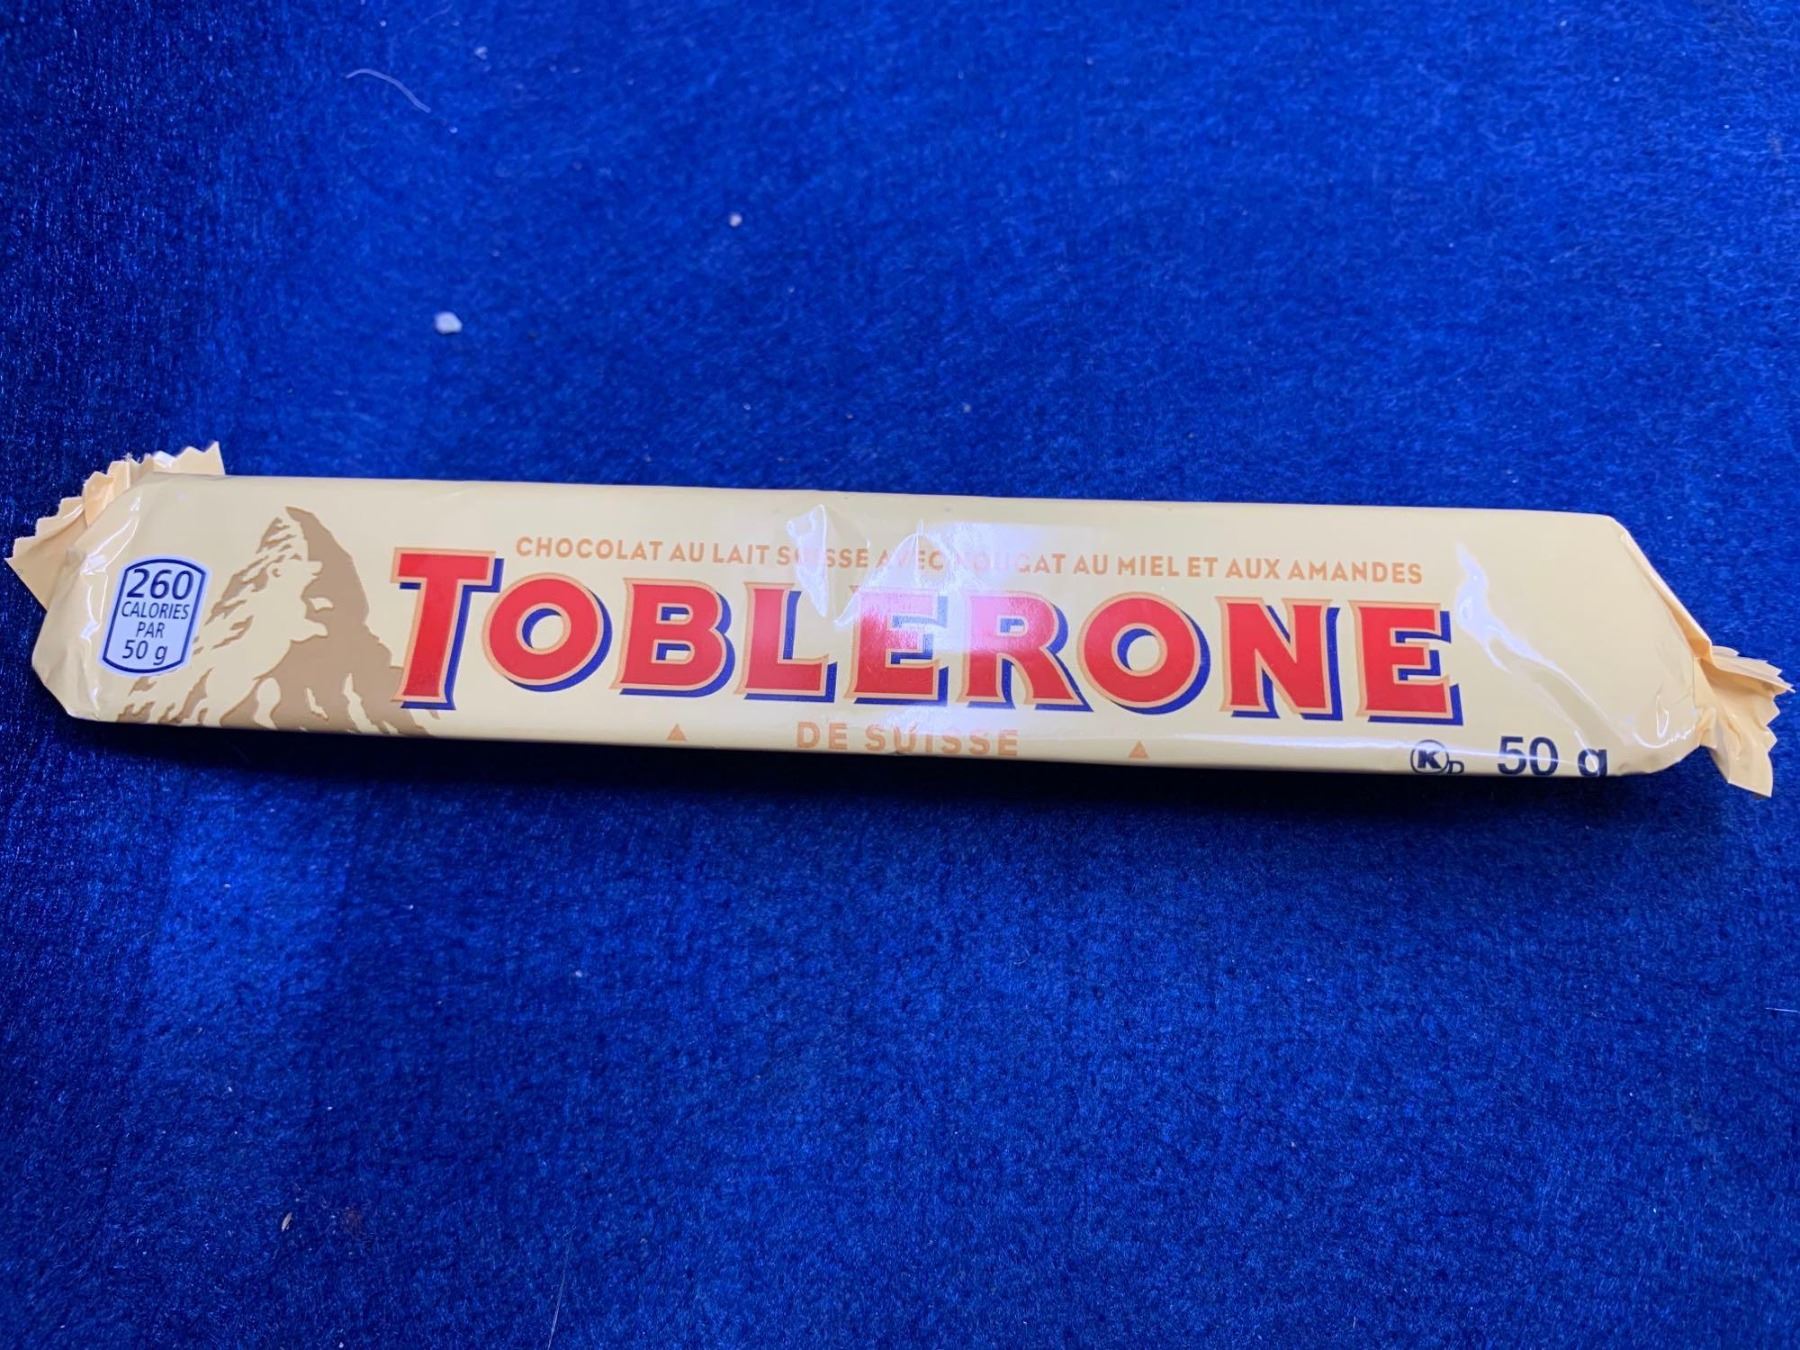 260
CALORIES
PAR
50 g
CHOCOLAT AU LAIT SUISSE AVEC NOUGAT AU MIEL ET AUX AMANDES
TOBLERONE
DE SUISSE
K D 50 g